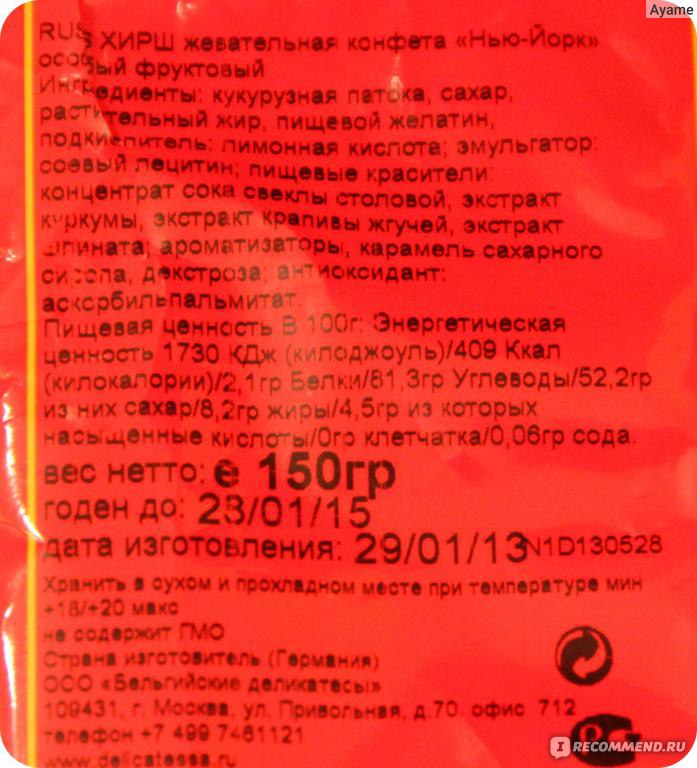 Ayame
RUS ХИРШ жевательная конфета «Нью-Йорк»
особый фруктовый
Ингредиенты: кукурузная патока, сахар,
растительный жир, пищевой желатин,
подкислитель: лимонная кислота; эмульгатор:
соевый лецитин; пищевые красители:
концентрат сока свеклы столовой, экстракт
куркумы, экстракт крапивы жгучей, экстракт
шпината; ароматизаторы, карамель сахарного
сиропа, декстроза; антиоксидант:
аскорбильпальмитат.
Пищевая ценность В 100г: Энергетическая
ценность 1730 КДж (килоджоуль)/409 Ккал
(килокалории)/2,1гр Белки/81,3гр Углеводы/52,2гр
из них сахар/8,2гр жиры/4,5гр из которых
насыщенные кислоты/0гр клетчатка/0,06гр сода.
вес нетто: e 150гр
годен до: 28/01/15
дата изготовления: 29/01/13 N1D130528
Хранить в сухом и прохладном месте при температуре мин
+18/+20 макс
не содержит ГМО
Страна изготовитель (Германия)
ОСО «Бельгийские деликатесы»
109431, г. Москва, ул. Привольная, д.70, офис 712
телефон +7 499 7461121
www.delicatessa.ru
IRECOMMEND.RU